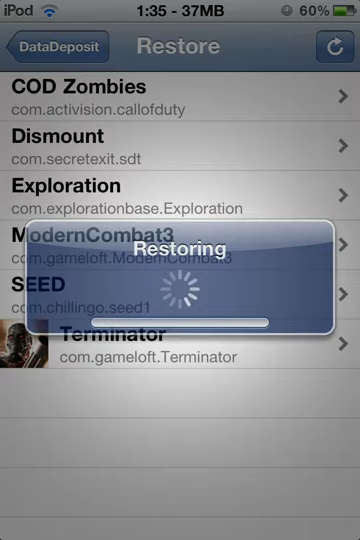 iPod 1:35 - 37MB 60%
DataDeposit Restore
COD Zombies
com.activision.callofduty
Dismount
com.secretexit.sdt
Exploration
com.explorationbase.Exploration
ModernCombat3
com.gameloft.ModernCombat3
Restoring
SEED
com.chillingo.seed1
Terminator
com.gameloft.Terminator